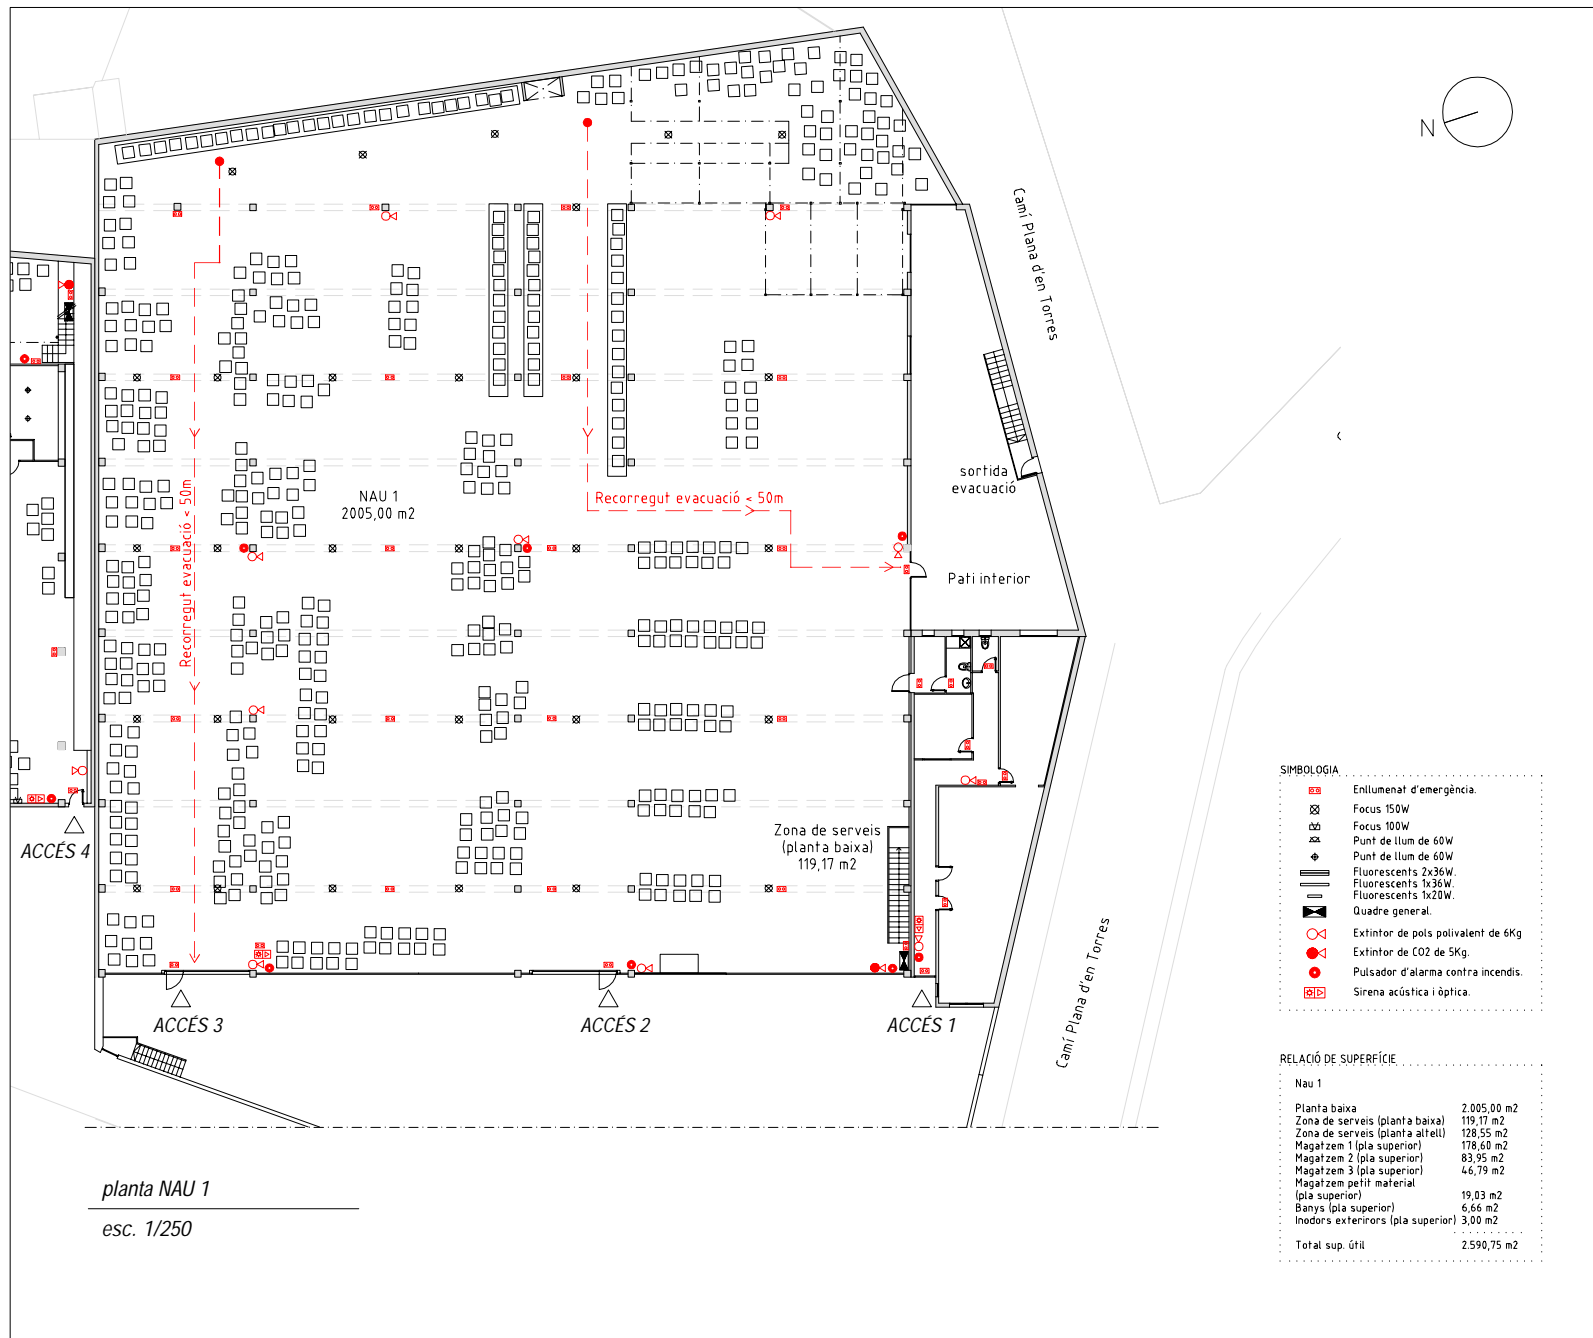 N
Camí Plana d'en Torres
sortida
evacuació
NAU 1
2005,00 m2
Recorregut evacuació < 50m
Recorregut evacuació < 50m
Pati interior
Zona de serveis
(planta baixa)
119,17 m2
ACCÉS 4
ACCÉS 3
ACCÉS 2
ACCÉS 1
Camí Plana d'en Torres
SIMBOLOGIA
Enllumenat d'emergència.
Focus 150W
Focus 100W
Punt de llum de 60W
Punt de llum de 60W
Fluorescents 2x36W.
Fluorescents 1x36W.
Fluorescents 1x20W.
Quadre general.
Extintor de pols polivalent de 6Kg
Extintor de CO2 de 5Kg.
Pulsador d'alarma contra incendis.
Sirena acústica i òptica.
RELACIÓ DE SUPERFÍCIE
Nau 1
Planta baixa 2.005,00 m2
Zona de serveis (planta baixa) 119,17 m2
Zona de serveis (planta altell) 128,55 m2
Magatzem 1 (pla superior) 178,60 m2
Magatzem 2 (pla superior) 83,95 m2
Magatzem 3 (pla superior) 46,79 m2
Magatzem petit material
(pla superior) 19,03 m2
Banys (pla superior) 6,66 m2
Inodors exterirors (pla superior) 3,00 m2
Total sup. útil 2.590,75 m2
planta NAU 1
esc. 1/250